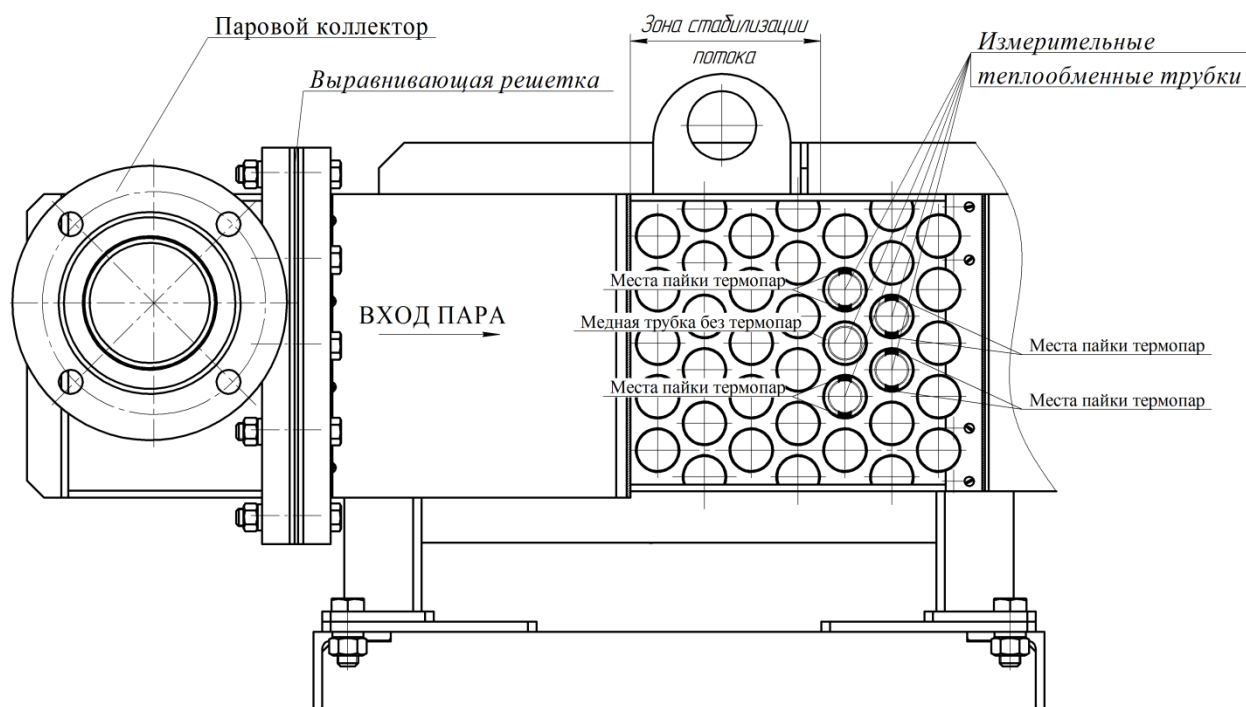 Паровой коллектор
Выравнивающая решетка
Зона стабилизации
потока
Измерительные
теплообменные трубки
ВХОД ПАРА
Места пайки термопар
Медная трубка без термопар
Места пайки термопар
Места пайки термопар
Места пайки термопар